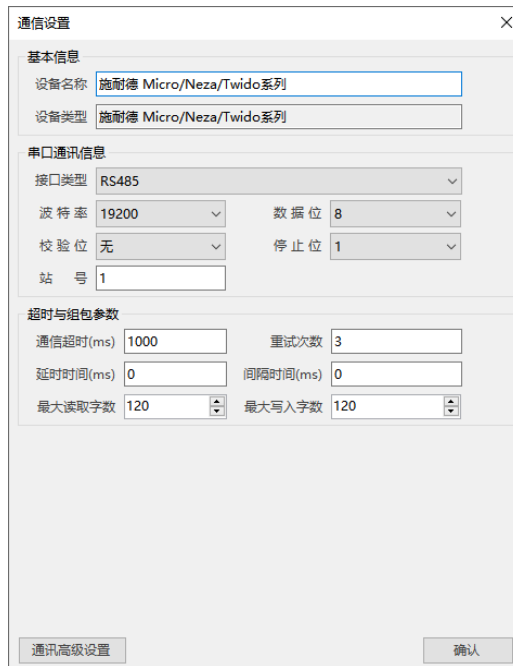 通信设置
基本信息
设备名称 施耐德 Micro/Neza/Twido系列
设备类型 施耐德 Micro/Neza/Twido系列
串口通讯信息
接口类型 RS485
波特率 19200 数据位 8
校验位 无 停止位 1
站 号 1
超时与组包参数
通信超时(ms) 1000 重试次数 3
延时时间(ms) 0 间隔时间(ms) 0
最大读取字数 120 最大写入字数 120
通讯高级设置 确认